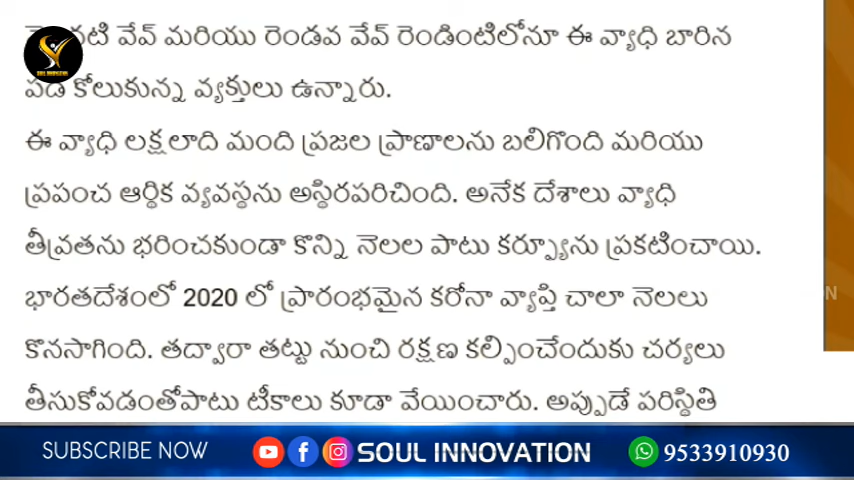 వేవ్ మరియు రెండవ వేవ్ రెండింటిలోనూ ఈ వ్యాధి బారిన
పడి కోలుకున్న వ్యక్తులు ఉన్నారు.
ఈ వ్యాధి లక్షలాది మంది ప్రజల ప్రాణాలను బలిగొంది మరియు
ప్రపంచ ఆర్థిక వ్యవస్థను అస్థిరపరిచింది. అనేక దేశాలు వ్యాధి
తీవ్రతను భరించకుండా కొన్ని నెలల పాటు కర్ఫ్యూను ప్రకటించాయి.
భారతదేశంలో 2020 లో ప్రారంభమైన కరోనా వ్యాప్తి చాలా నెలలు
కొనసాగింది. తద్వారా తట్టు నుంచి రక్షణ కల్పించేందుకు చర్యలు
తీసుకోవడంతోపాటు టీకాలు కూడా వేయించారు. అప్పుడే పరిస్థితి
SUBSCRIBE NOW SOUL INNOVATION 9533910930